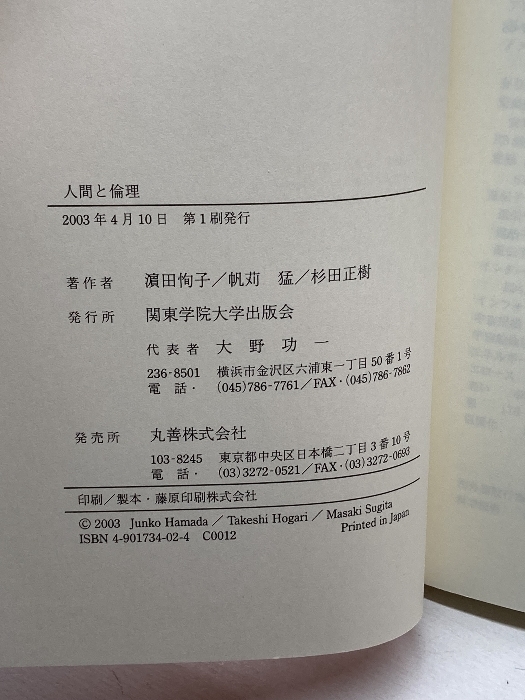 人間と倫理
2003年4月10日 第1刷発行
著作者 濵田恂子／帆苅 猛／杉田正樹
発行所 関東学院大学出版会
代表者 大野功一
236-8501 横浜市金沢区六浦東一丁目50番1号
電話・(045)786-7761／FAX・(045)786-7862
発売所 丸善株式会社
103-8245 東京都中央区日本橋二丁目3番10号
電話・(03)3272-0521／FAX・(03)3272-0693
印刷／製本・藤原印刷株式会社
© 2003 Junko Hamada ／ Takeshi Hogari ／ Masaki Sugita
ISBN 4-901734-02-4 C0012
Printed in Japan